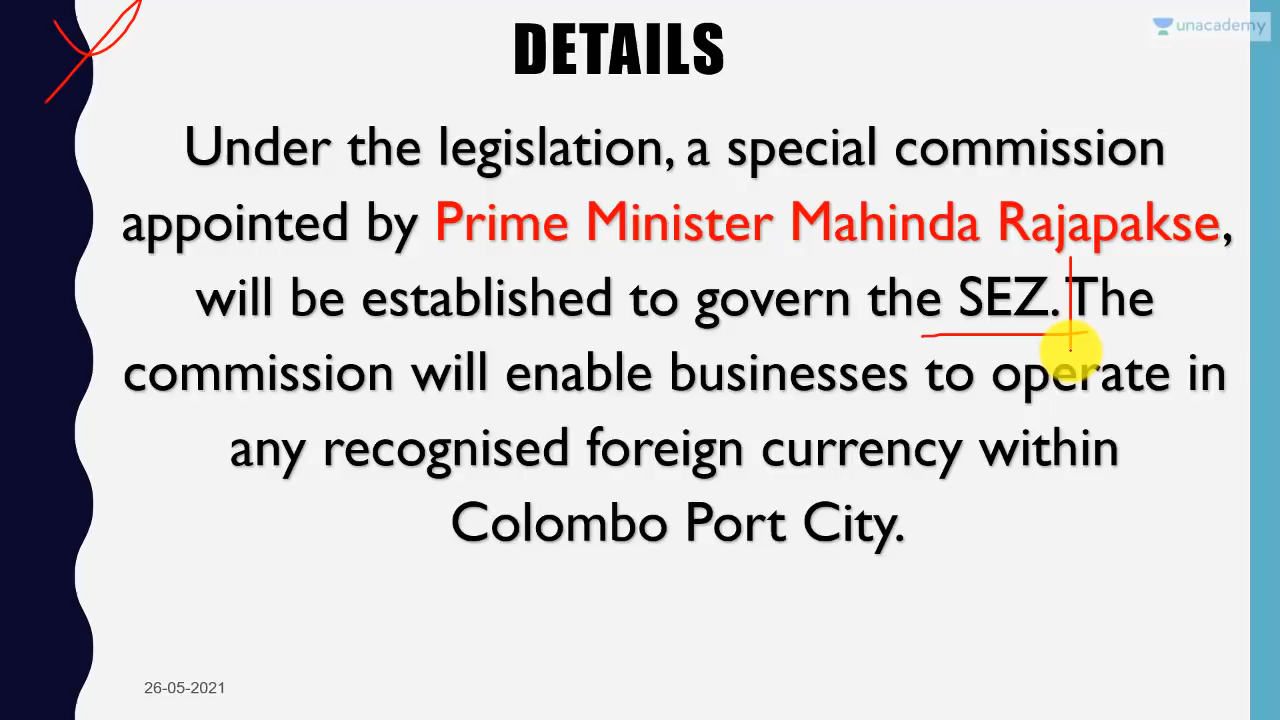 unacademy
DETAILS
Under the legislation, a special commission
appointed by Prime Minister Mahinda Rajapakse,
will be established to govern the SEZ. The
commission will enable businesses to operate in
any recognised foreign currency within
Colombo Port City.
26-05-2021